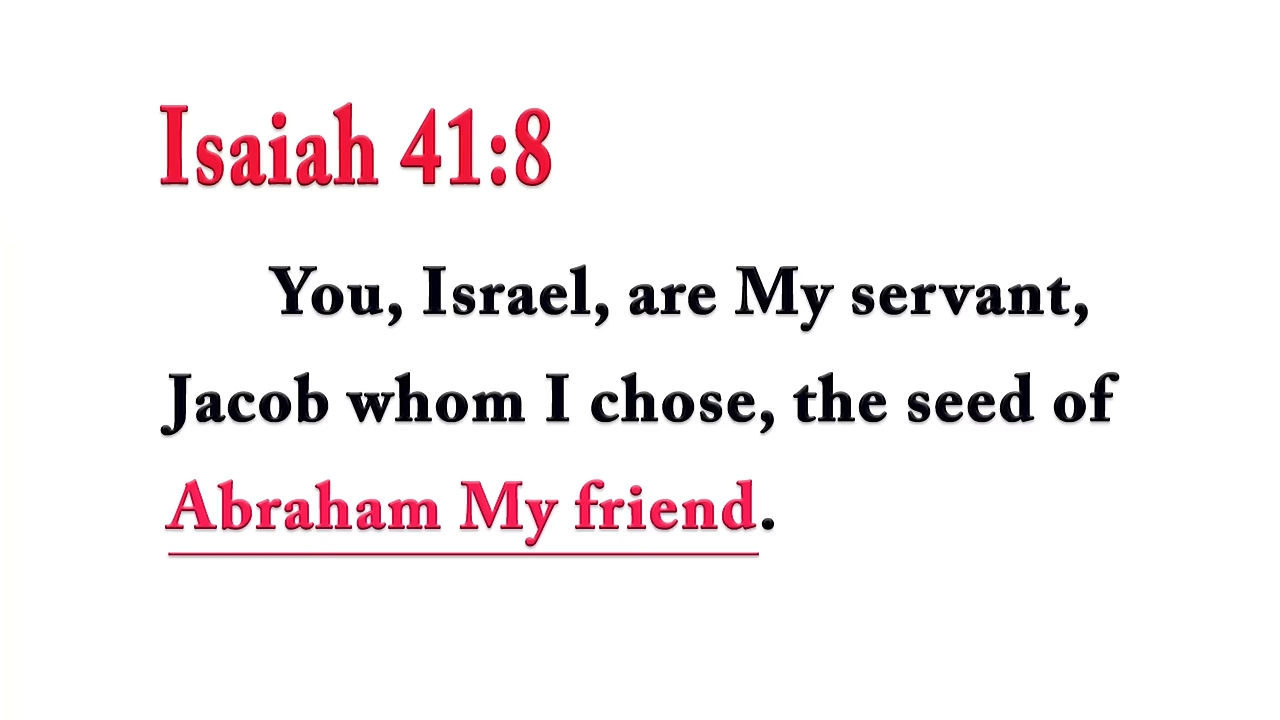 Isaiah 41:8
You, Israel, are My servant,
Jacob whom I chose, the seed of
Abraham My friend.